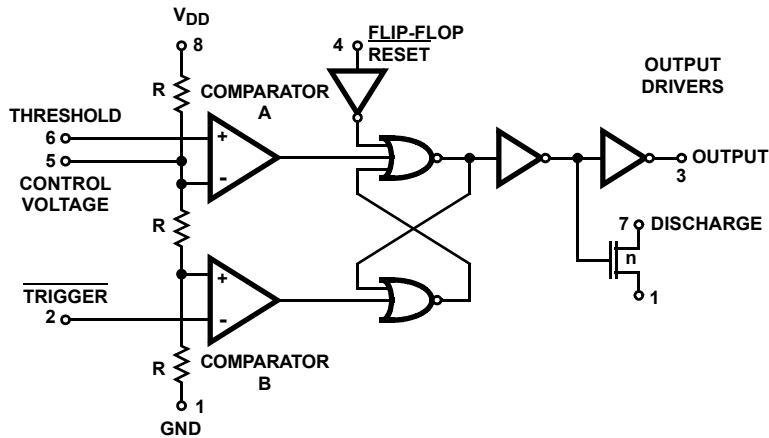 VDD
8
R
COMPARATOR
A
THRESHOLD
6
5
CONTROL
VOLTAGE
+
-
4
FLIP-FLOP
RESET
OUTPUT
DRIVERS
OUTPUT
3
R
7 DISCHARGE
n
1
TRIGGER
2
+
-
R
COMPARATOR
B
1
GND